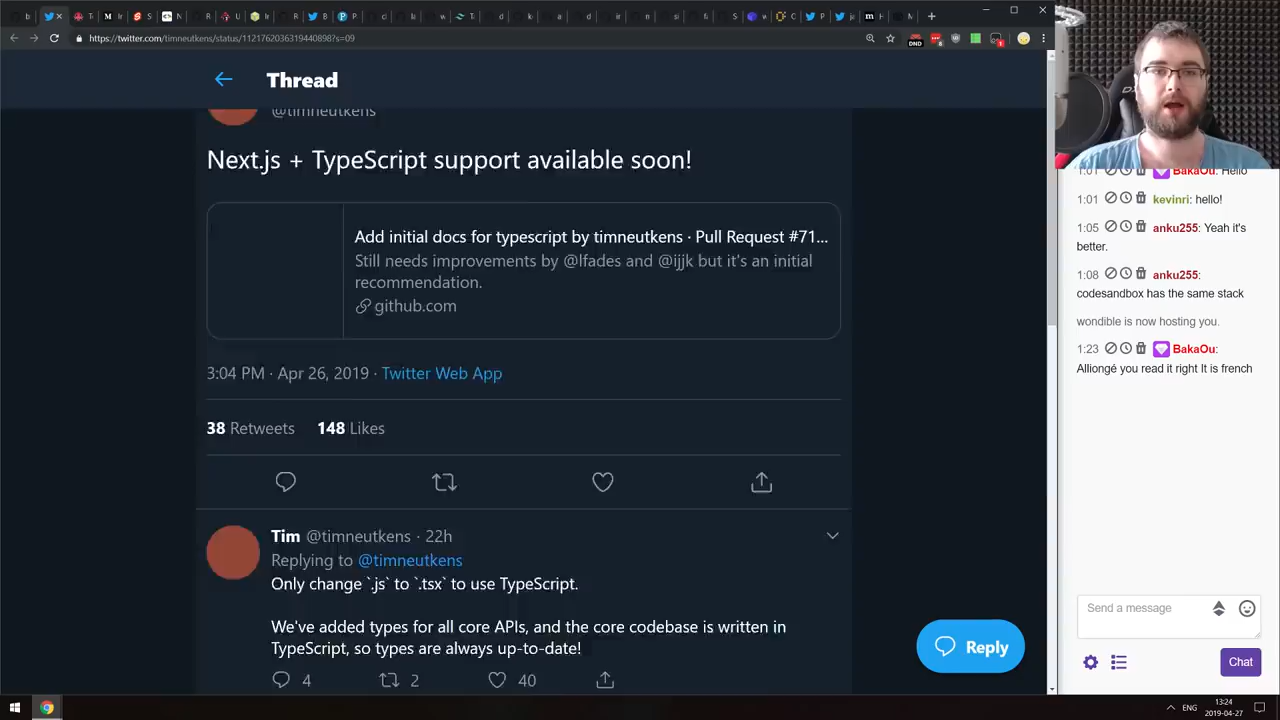 https://twitter.com/timneutkens/status/1121762036319440898?s=09
DND
Thread
@timneutkens
Next.js + TypeScript support available soon!
Add initial docs for typescript by timneutkens · Pull Request #71...
Still needs improvements by @lfades and @ijjk but it's an initial
recommendation.
github.com
3:04 PM · Apr 26, 2019 · Twitter Web App
38 Retweets 148 Likes
Tim @timneutkens · 22h
Replying to @timneutkens
Only change `.js` to `.tsx` to use TypeScript.
We've added types for all core APIs, and the core codebase is written in
TypeScript, so types are always up-to-date!
4 2 40
Reply
1:01 BakaOu: Hello
1:01 kevinri: hello!
1:05 anku255: Yeah it's
better.
1:08 anku255:
codesandbox has the same stack
wondible is now hosting you.
1:23 BakaOu:
Alliongé you read it right It is french
Send a message
Chat
ENG
13:24
2019-04-27